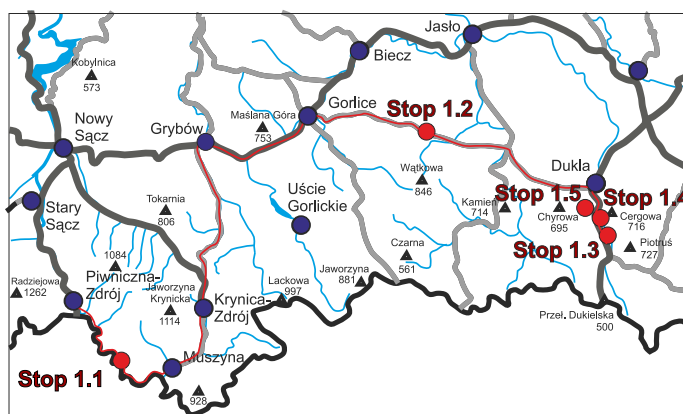 Jasło
Biecz
Kobylnica
573
Gorlice
Stop 1.2
Maślana Góra
753
Nowy
Sącz
Grybów
Dukla
Wątkowa
846
Stop 1.5
Stop 1.4
Kamień
714
Tokarnia
806
Uście
Gorlickie
Stary
Sącz
Chyrowa
695
Cergowa
716
Stop 1.3
Piotruś
727
1084
Czarna
561
Piwniczna-
Zdrój
Radziejowa
1262
Jaworzyna
Krynicka
1114
Lackowa
997
Jaworzyna
881
Krynica-
Zdrój
Przeł. Dukielska
500
Stop 1.1
Muszyna
928